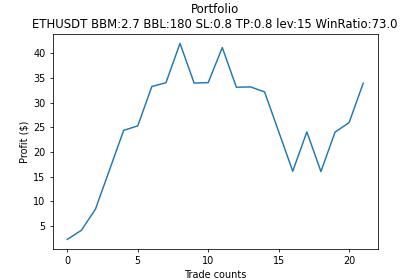 Portfolio
ETHUSDT BBM:2.7 BBL:180 SL:0.8 TP:0.8 lev:15 WinRatio:73.0
40
35
30
25
20
15
10
5
Profit ($)
0 5 10 15 20
Trade counts